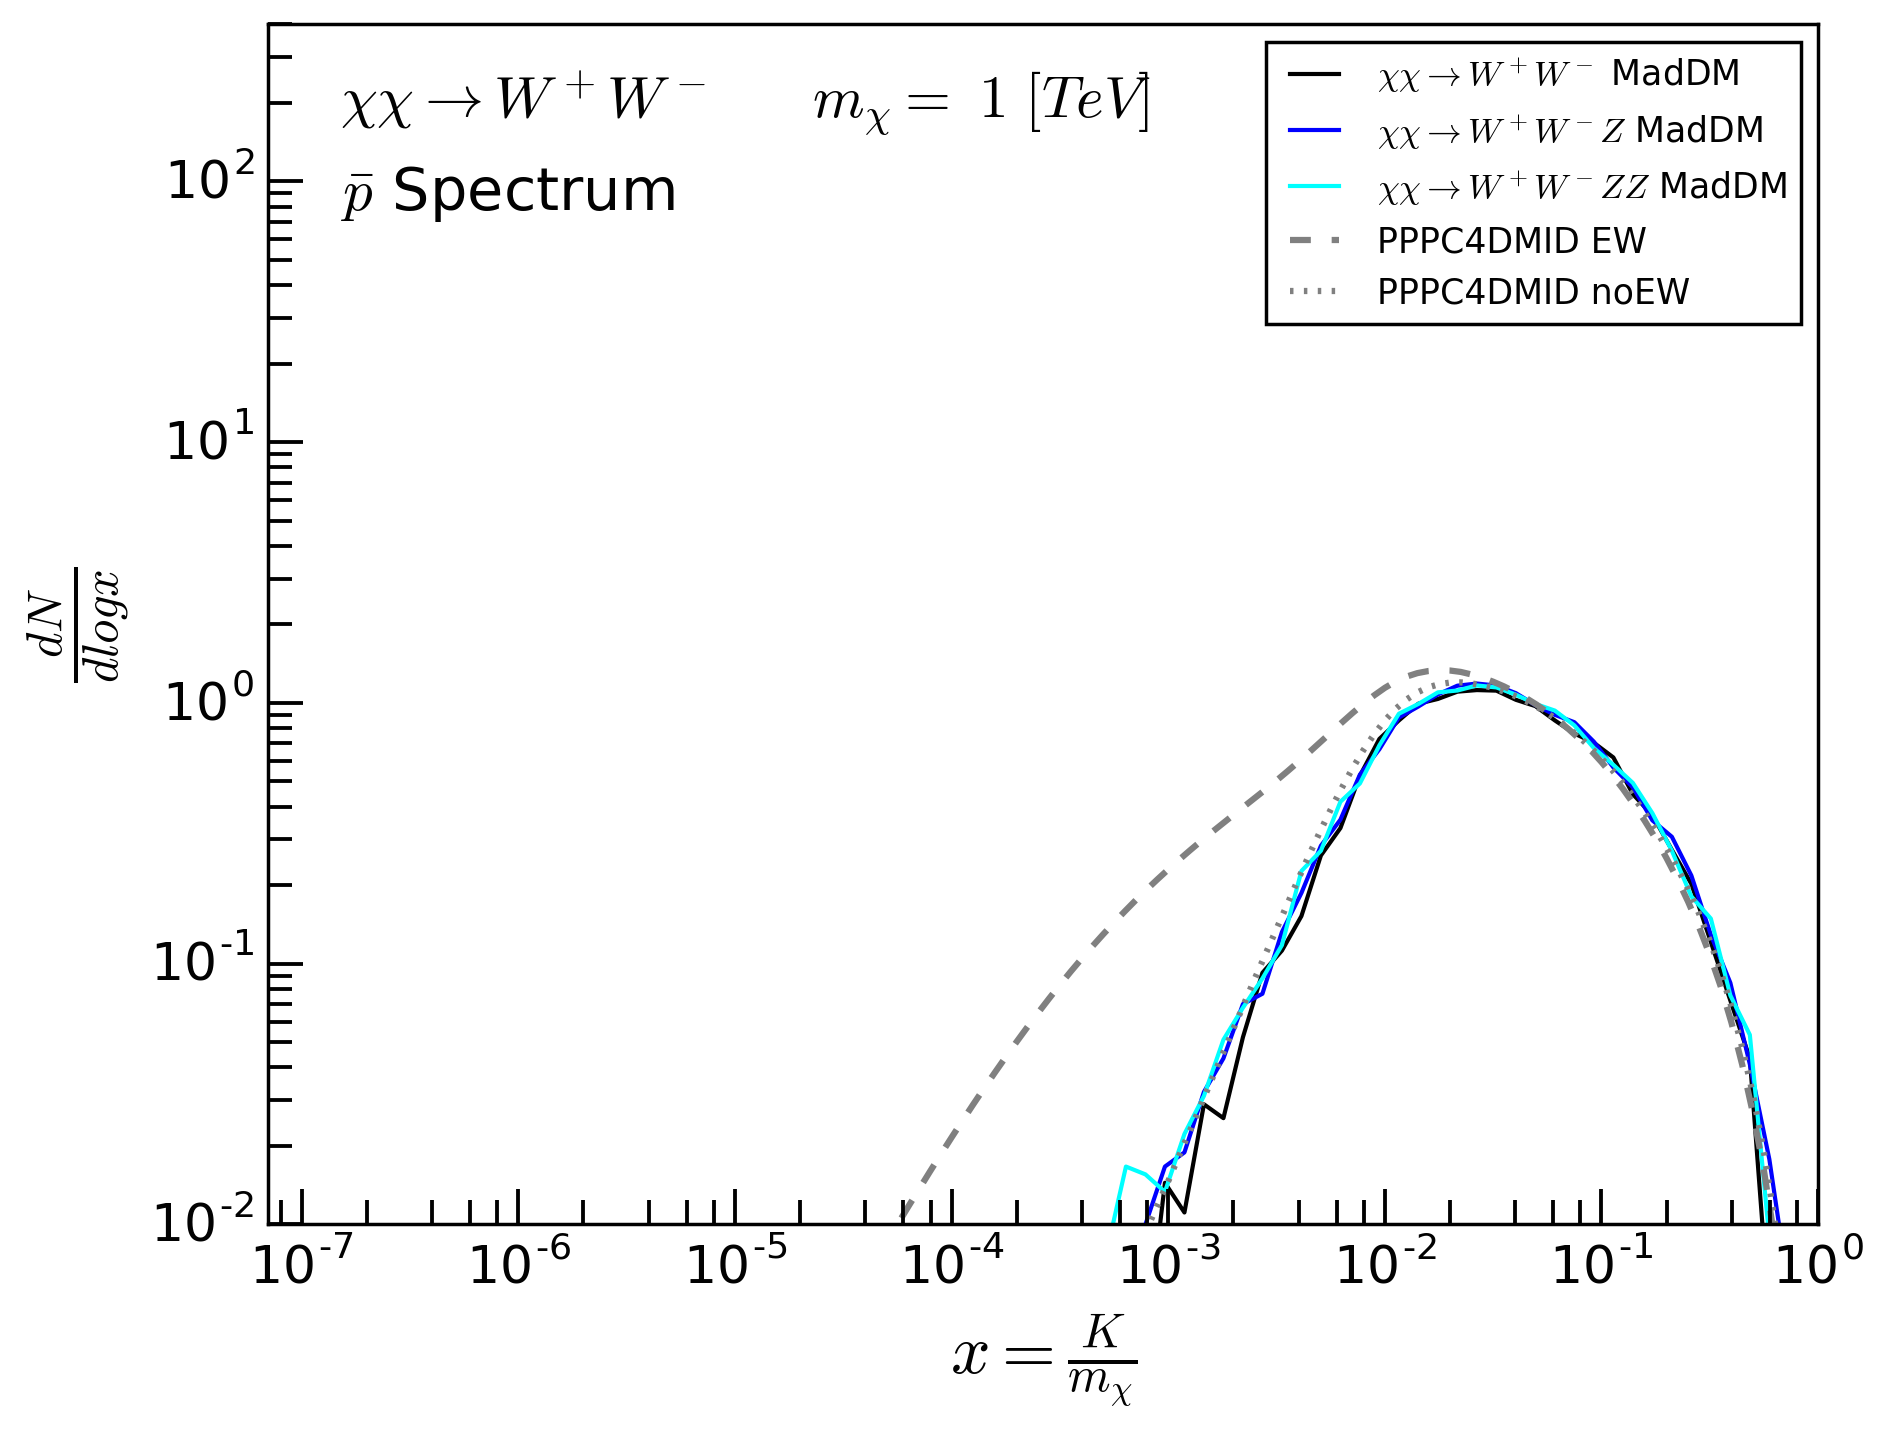 χχ → W⁺W⁻ m_χ = 1 [TeV]
p̄ Spectrum
χχ → W⁺W⁻ MadDM
χχ → W⁺W⁻Z MadDM
χχ → W⁺W⁻ZZ MadDM
PPPC4DMID EW
PPPC4DMID noEW
10²
10¹
10⁰
10⁻¹
10⁻²
dN/dlogx
10⁻⁷ 10⁻⁶ 10⁻⁵ 10⁻⁴ 10⁻³ 10⁻² 10⁻¹ 10⁰
x = K/m_χ